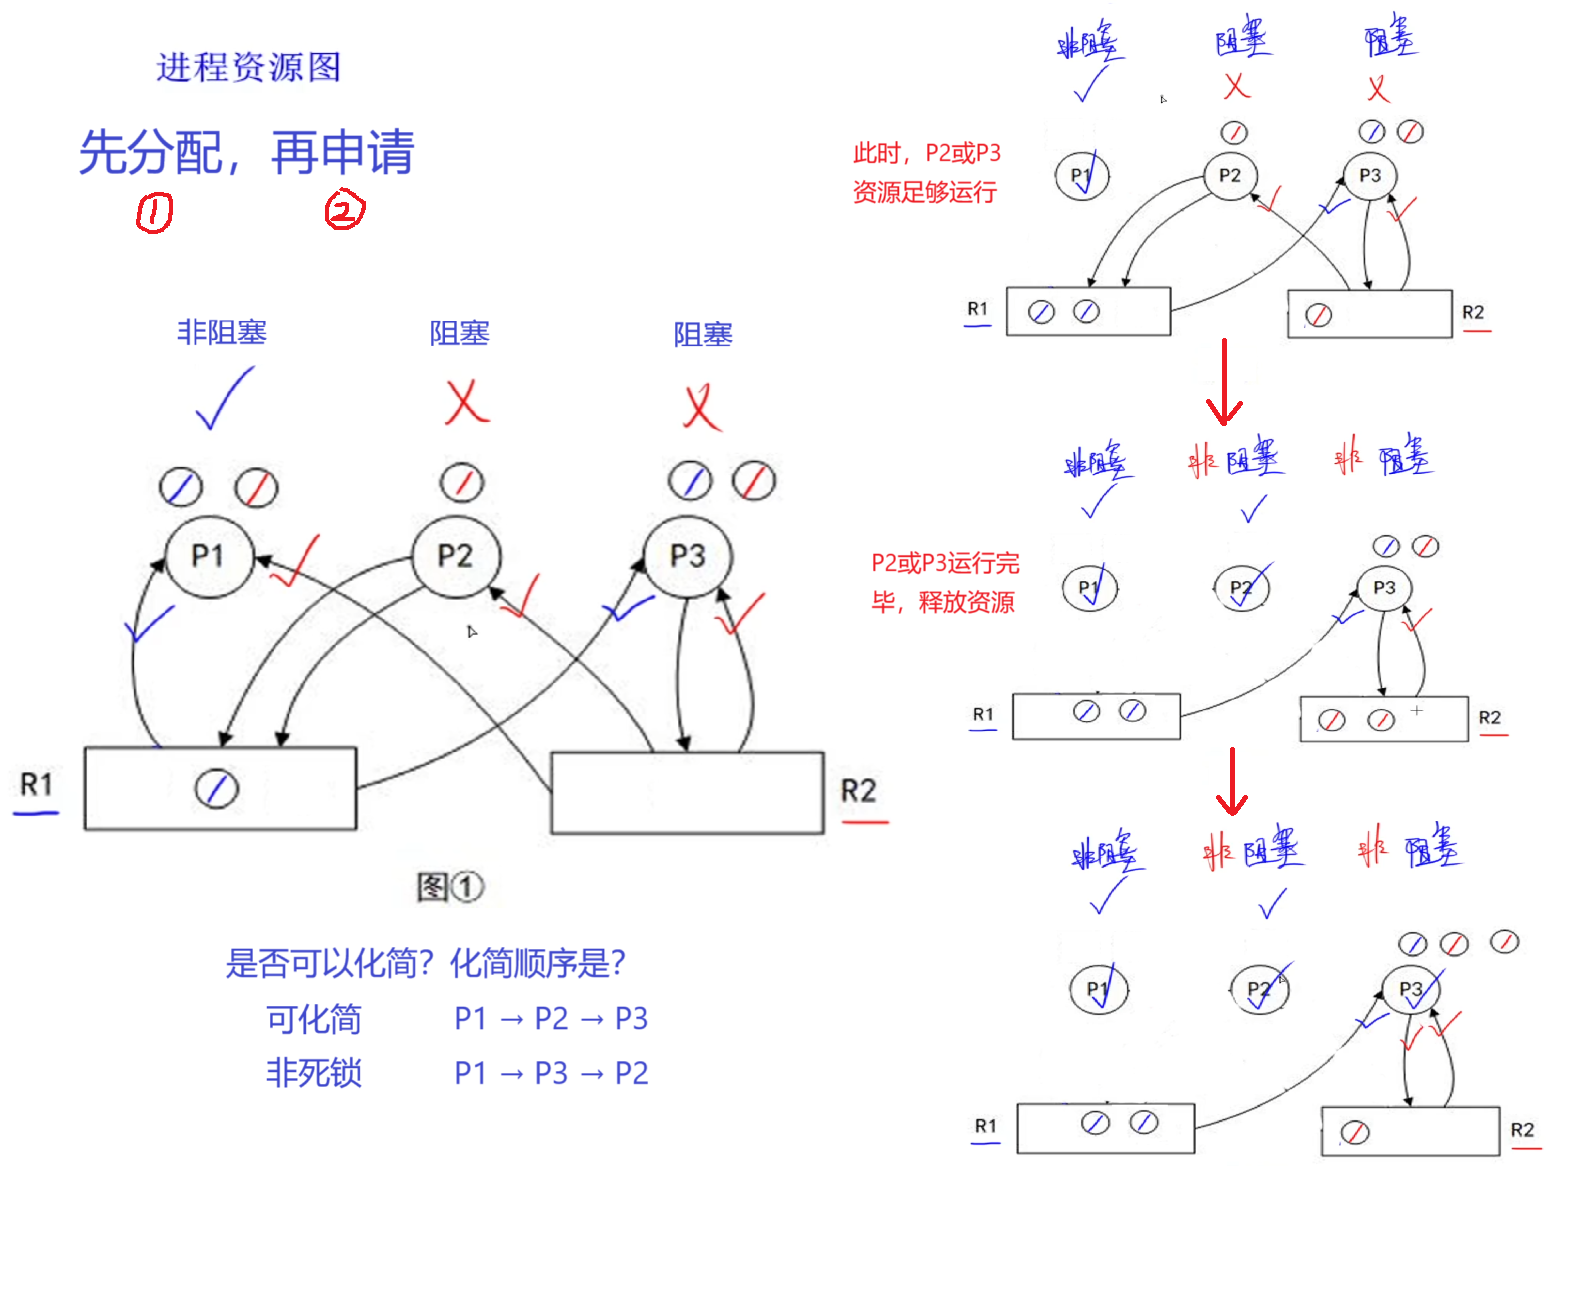 进程资源图
先分配，再申请
① ②
非阻塞 阻塞 阻塞
P1 P2 P3
R1 R2
图①
是否可以化简？化简顺序是？
可化简 P1 → P2 → P3
非死锁 P1 → P3 → P2
非阻塞 阻塞 阻塞
此时，P2或P3
资源足够运行
P1 P2 P3
R1 R2
非阻塞 非阻塞 非阻塞
P2或P3运行完
毕，释放资源
P1 P2 P3
R1 R2
非阻塞 非阻塞 非阻塞
P1 P2 P3
R1 R2